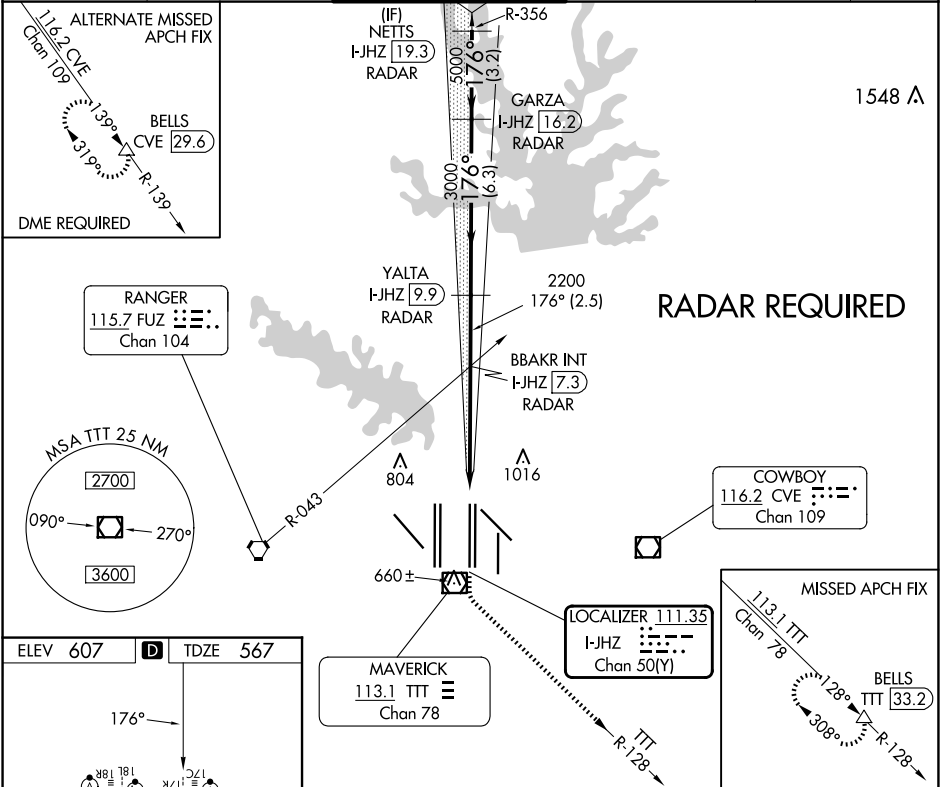 ALTERNATE MISSED
APCH FIX
116.2 CVE
Chan 109
139°
319°
BELLS
CVE 29.6
R-139
DME REQUIRED
(IF)
NETTS
I-JHZ 19.3
RADAR
R-356
5000
176°
(3.2)
GARZA
I-JHZ 16.2
RADAR
3000
176°
(6.3)
1548
YALTA
I-JHZ 9.9
RADAR
2200
176° (2.5)
RADAR REQUIRED
RANGER
115.7 FUZ
Chan 104
BBAKR INT
I-JHZ 7.3
RADAR
MSA TTT 25 NM
2700
090°
270°
3600
R-043
804
1016
COWBOY
116.2 CVE
Chan 109
660±
LOCALIZER 111.35
I-JHZ
Chan 50(Y)
MAVERICK
113.1 TTT
Chan 78
TTT
R-128
MISSED APCH FIX
113.1 TTT
Chan 78
128°
308°
BELLS
TTT 33.2
R-128
ELEV 607
D
TDZE 567
176°
18R
18L
17C
17R